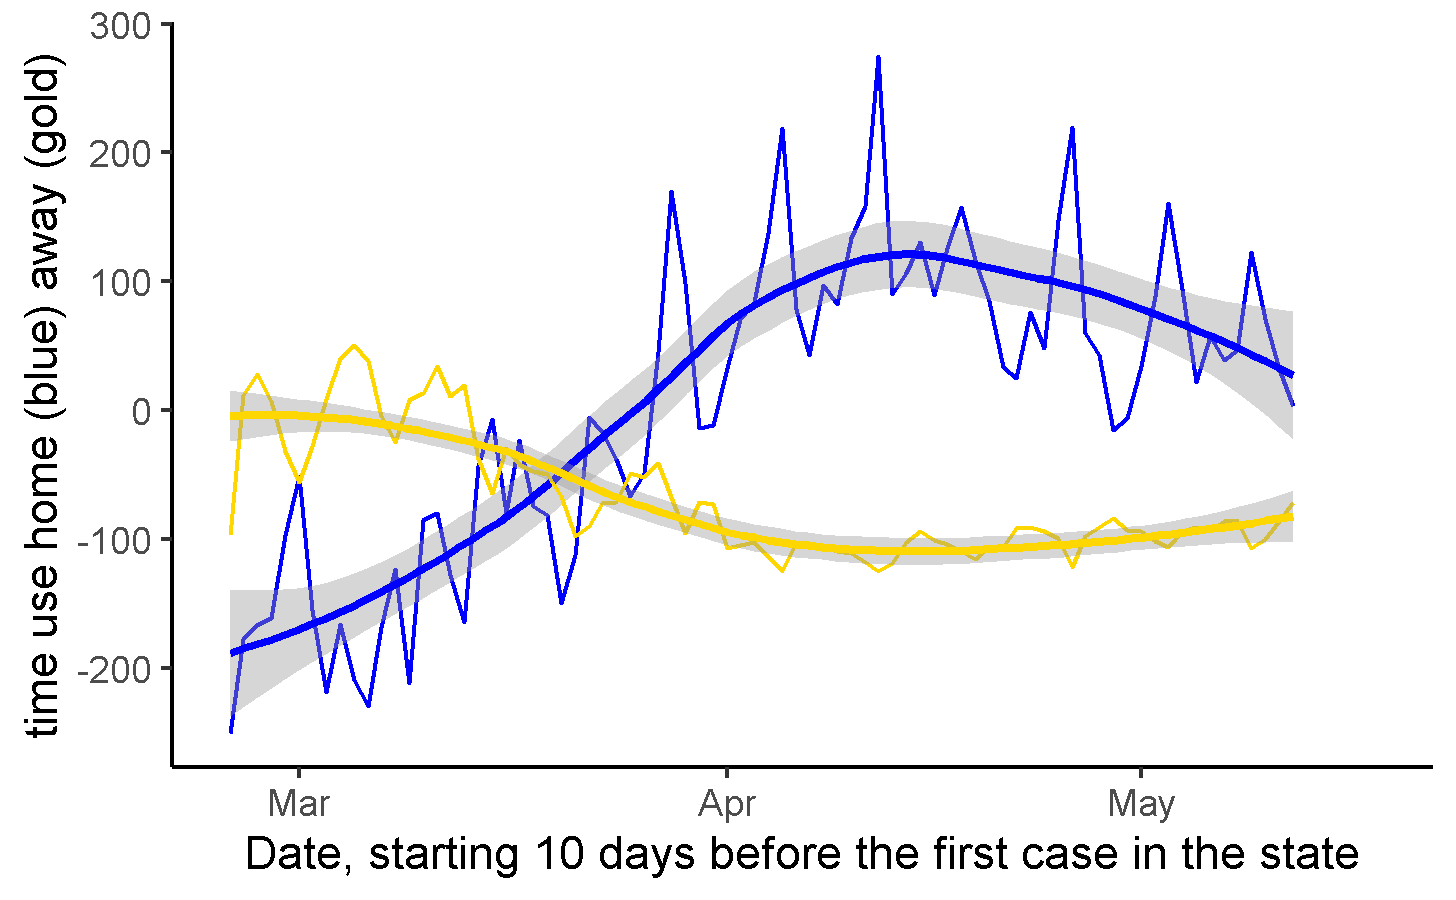 time use home (blue) away (gold)
300
200
100
0
-100
-200
Mar Apr May
Date, starting 10 days before the first case in the state